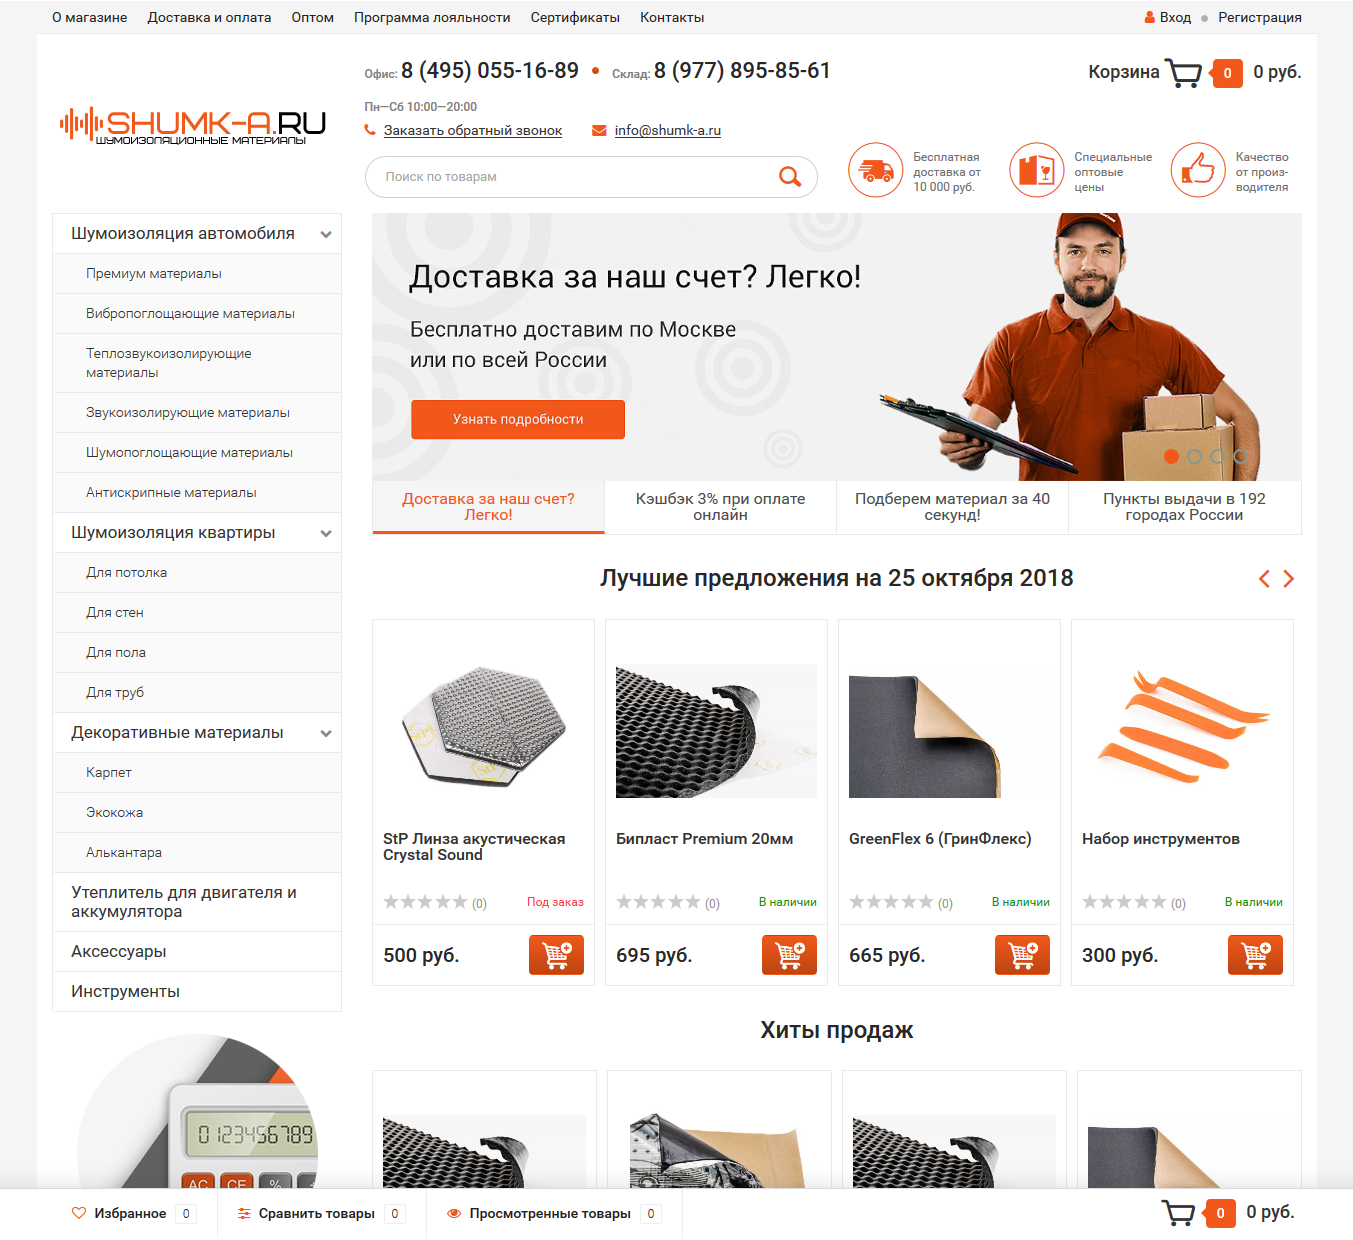 О магазине Доставка и оплата Оптом Программа лояльности Сертификаты Контакты Вход Регистрация
Офис: 8 (495) 055-16-89 Склад: 8 (977) 895-85-61 Корзина 0 0 руб.
Пн—Сб 10:00—20:00
SHUMK-A.RU
ШУМОИЗОЛЯЦИОННЫЕ МАТЕРИАЛЫ
Заказать обратный звонок info@shumk-a.ru
Поиск по товарам
Бесплатная
доставка от
10 000 руб.
Специальные
оптовые
цены
Качество
от произ-
водителя
Шумоизоляция автомобиля
Премиум материалы
Вибропоглощающие материалы
Теплозвукоизолирующие
материалы
Звукоизолирующие материалы
Шумопоглощающие материалы
Антискрипные материалы
Шумоизоляция квартиры
Для потолка
Для стен
Для пола
Для труб
Декоративные материалы
Карпет
Экокожа
Алькантара
Утеплитель для двигателя и
аккумулятора
Аксессуары
Инструменты
0123456789
AC CE %
Доставка за наш счет? Легко!
Бесплатно доставим по Москве
или по всей России
Узнать подробности
Доставка за наш счет?
Легко!
Кэшбэк 3% при оплате
онлайн
Подберем материал за 40
секунд!
Пункты выдачи в 192
городах России
Лучшие предложения на 25 октября 2018
StP
StP
StP Линза акустическая
Crystal Sound
(0) Под заказ
500 руб.
Бипласт Premium 20мм
(0) В наличии
695 руб.
GreenFlex 6 (ГринФлекс)
(0) В наличии
665 руб.
Набор инструментов
(0) В наличии
300 руб.
Хиты продаж
Избранное 0 Сравнить товары 0 Просмотренные товары 0 0 0 руб.